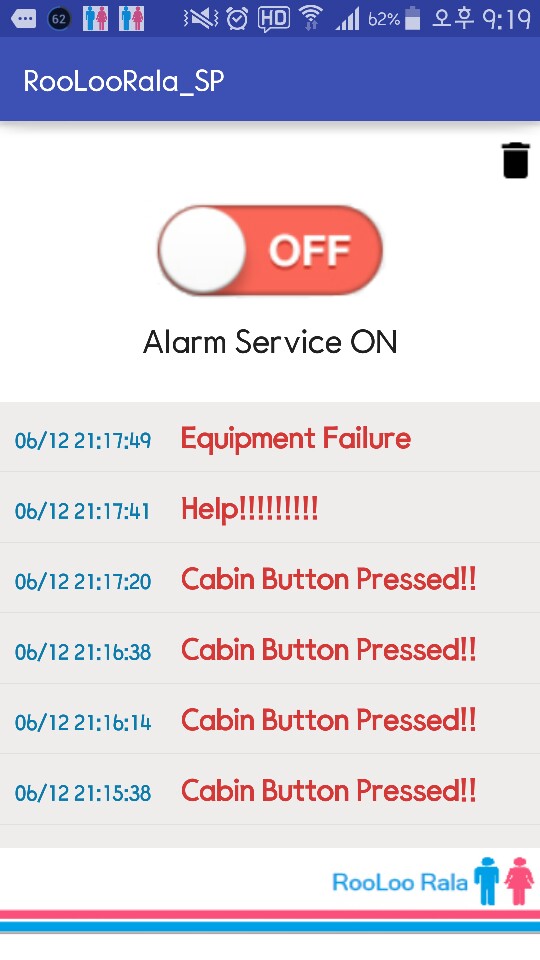 62 HD 62% 오후 9:19
RooLooRala_SP
OFF
Alarm Service ON
06/12 21:17:49 Equipment Failure
06/12 21:17:41 Help!!!!!!!!!
06/12 21:17:20 Cabin Button Pressed!!
06/12 21:16:38 Cabin Button Pressed!!
06/12 21:16:14 Cabin Button Pressed!!
06/12 21:15:38 Cabin Button Pressed!!
RooLoo Rala